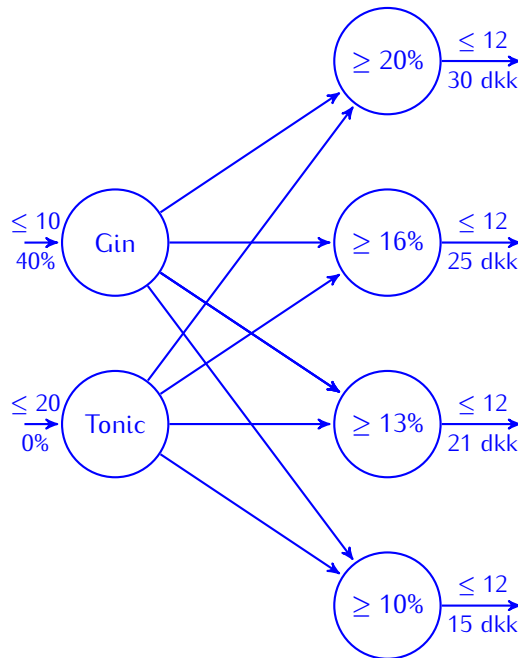 ≤ 12
≥ 20%
30 dkk
≤ 10
Gin
40%
≤ 12
≥ 16%
25 dkk
≤ 20
Tonic
0%
≤ 12
≥ 13%
21 dkk
≤ 12
≥ 10%
15 dkk